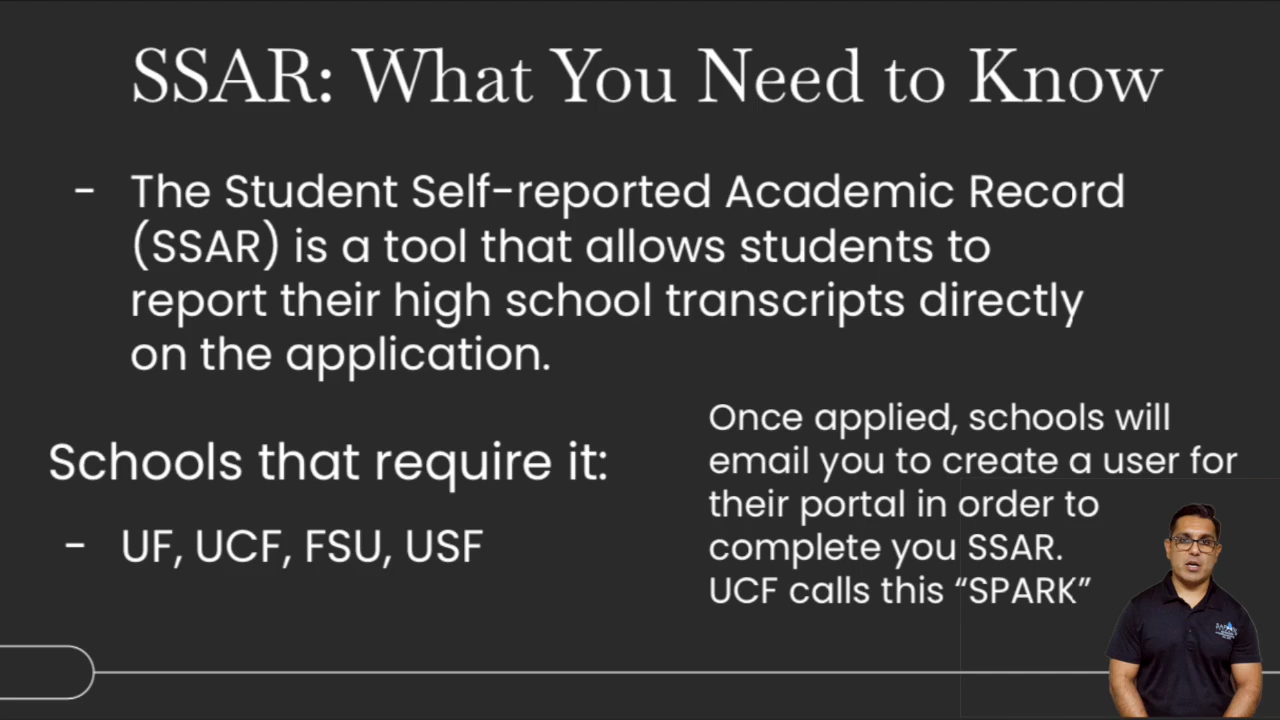 SSAR: What You Need to Know
- The Student Self-reported Academic Record
(SSAR) is a tool that allows students to
report their high school transcripts directly
on the application.
Schools that require it:
- UF, UCF, FSU, USF
Once applied, schools will
email you to create a user for
their portal in order to
complete you SSAR.
UCF calls this “SPARK”